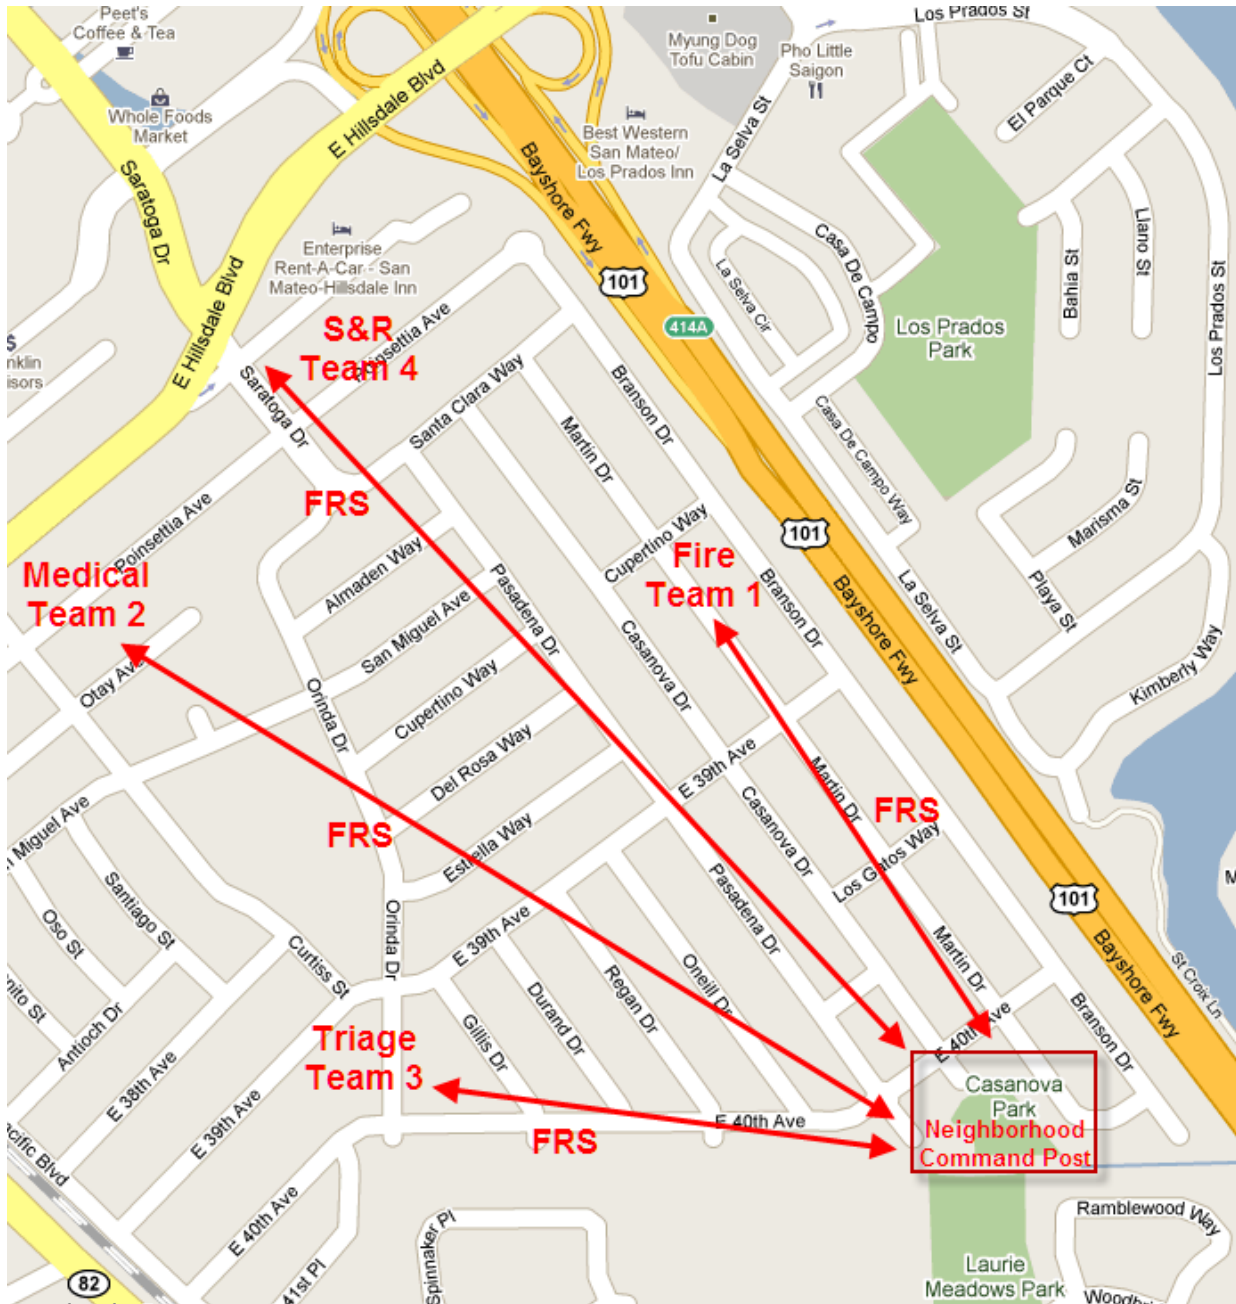 Peet's
Coffee & Tea
Whole Foods
Market
E Hillsdale Blvd
Saratoga Dr
E Hillsdale Blvd
Enterprise
Rent-A-Car - San
Mateo-Hillsdale Inn
Myung Dog
Tofu Cabin
Pho Little
Saigon
Best Western
San Mateo/
Los Prados Inn
Bayshore Fwy
101
414A
La Selva St
Los Prados St
El Parque Ct
Llano St
Bahia St
Los Prados St
Casa De Campo
La Selva Cir
Los Prados
Park
Casa De Campo Way
Marisma St
Playa St
Kimberly Way
La Selva St
101
Bayshore Fwy
nklin
isors
E Hillsdale Blvd
S&R
Team 4
Poinsettia Ave
Saratoga Dr
Santa Clara Way
Branson Dr
Martin Dr
FRS
Poinsettia Ave
Medical
Team 2
Almaden Way
Pasadena Dr
Cupertino Way
Fire
Team 1
Branson Dr
San Miguel Ave
Otay Ave
Orinda Dr
Cupertino Way
Casanova Dr
Del Rosa Way
E 39th Ave
Martin Dr
FRS
FRS
Casanova Dr
Los Gatos Way
Estrella Way
n Miguel Ave
Santiago St
Oso St
nito St
Antioch Dr
Curtiss St
Orinda Dr
E 39th Ave
Pasadena Dr
Oneill Dr
Regan Dr
Durand Dr
Gillis Dr
Martin Dr
101
Bayshore Fwy
St Croix Ln
M
Branson Dr
E 40th Ave
Triage
Team 3
E 38th Ave
E 39th Ave
FRS
E 40th Ave
Casanova
Park
Neighborhood
Command Post
acific Blvd
E 40th Ave
41st Pl
Spinnaker Pl
82
Laurie
Meadows Park
Ramblewood Way
Woodb